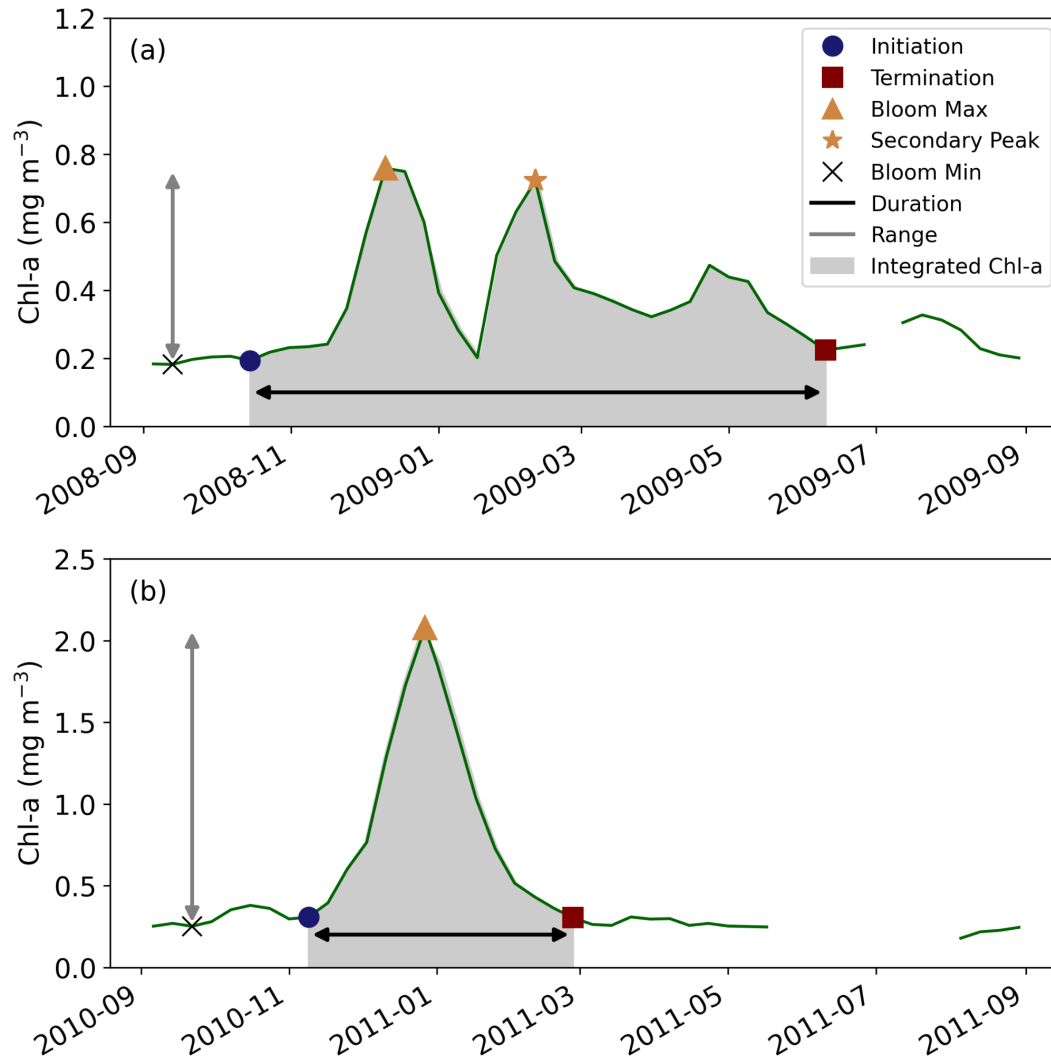 (a)
Chl-a (mg m⁻³)
1.2
1.0
0.8
0.6
0.4
0.2
0.0
Initiation
Termination
Bloom Max
Secondary Peak
Bloom Min
Duration
Range
Integrated Chl-a
2008-09
2008-11
2009-01
2009-03
2009-05
2009-07
2009-09
(b)
Chl-a (mg m⁻³)
2.5
2.0
1.5
1.0
0.5
0.0
2010-09
2010-11
2011-01
2011-03
2011-05
2011-07
2011-09